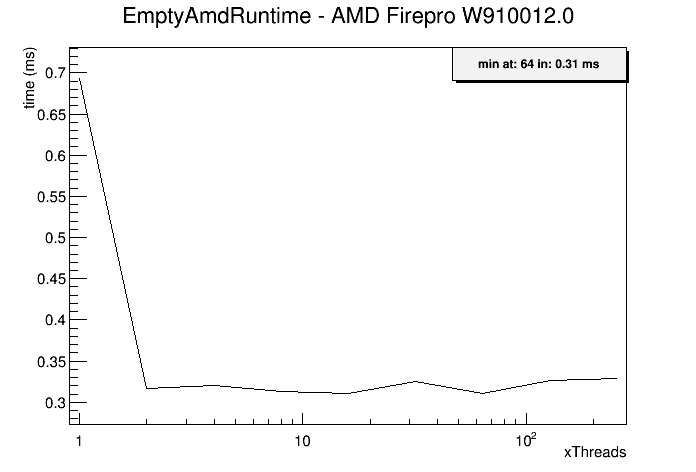 EmptyAmdRuntime - AMD Firepro W910012.0
time (ms)
min at: 64 in: 0.31 ms
0.7
0.65
0.6
0.55
0.5
0.45
0.4
0.35
0.3
1 10 10²
xThreads